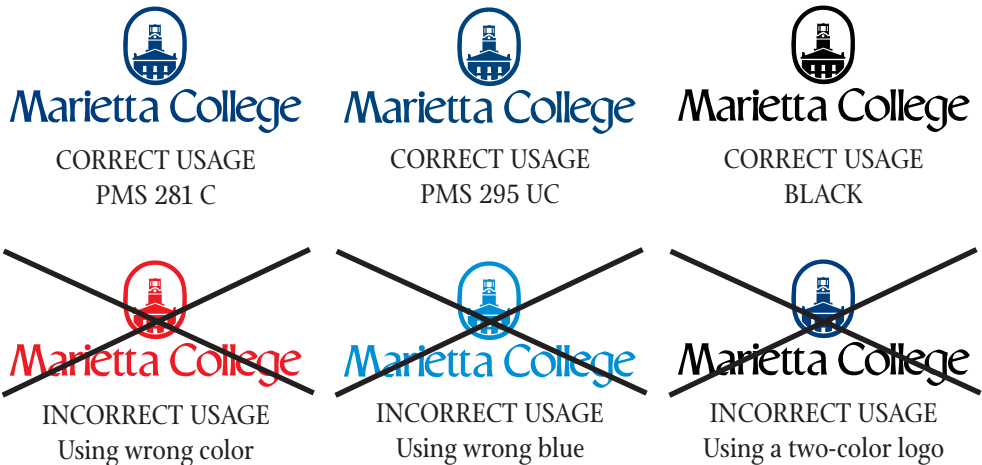 Marietta College
CORRECT USAGE
PMS 281 C
Marietta College
CORRECT USAGE
PMS 295 UC
Marietta College
CORRECT USAGE
BLACK
Marietta College
INCORRECT USAGE
Using wrong color
Marietta College
INCORRECT USAGE
Using wrong blue
Marietta College
INCORRECT USAGE
Using a two-color logo